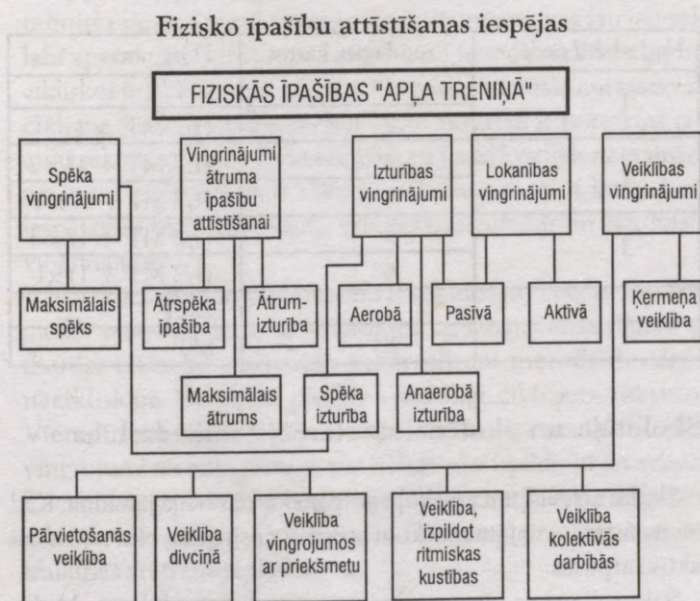 Fizisko īpašību attīstīšanas iespējas
FIZISKĀS ĪPAŠĪBAS "APĻA TRENIŅĀ"
Spēka
vingrinājumi
Vingrinājumi
ātruma
īpašību
attīstīšanai
Izturības
vingrinājumi
Lokanības
vingrinājumi
Veiklības
vingrinājumi
Maksimālais
spēks
Ātrspēka
īpašība
Ātrum-
izturība
Aerobā
Pasīvā
Aktīvā
Ķermeņa
veiklība
Maksimālais
ātrums
Spēka
izturība
Anaerobā
izturība
Pārvietošanās
veiklība
Veiklība
divciņā
Veiklība
vingrojumos
ar priekšmetu
Veiklība,
izpildot
ritmiskas
kustības
Veiklība
kolektīvās
darbībās